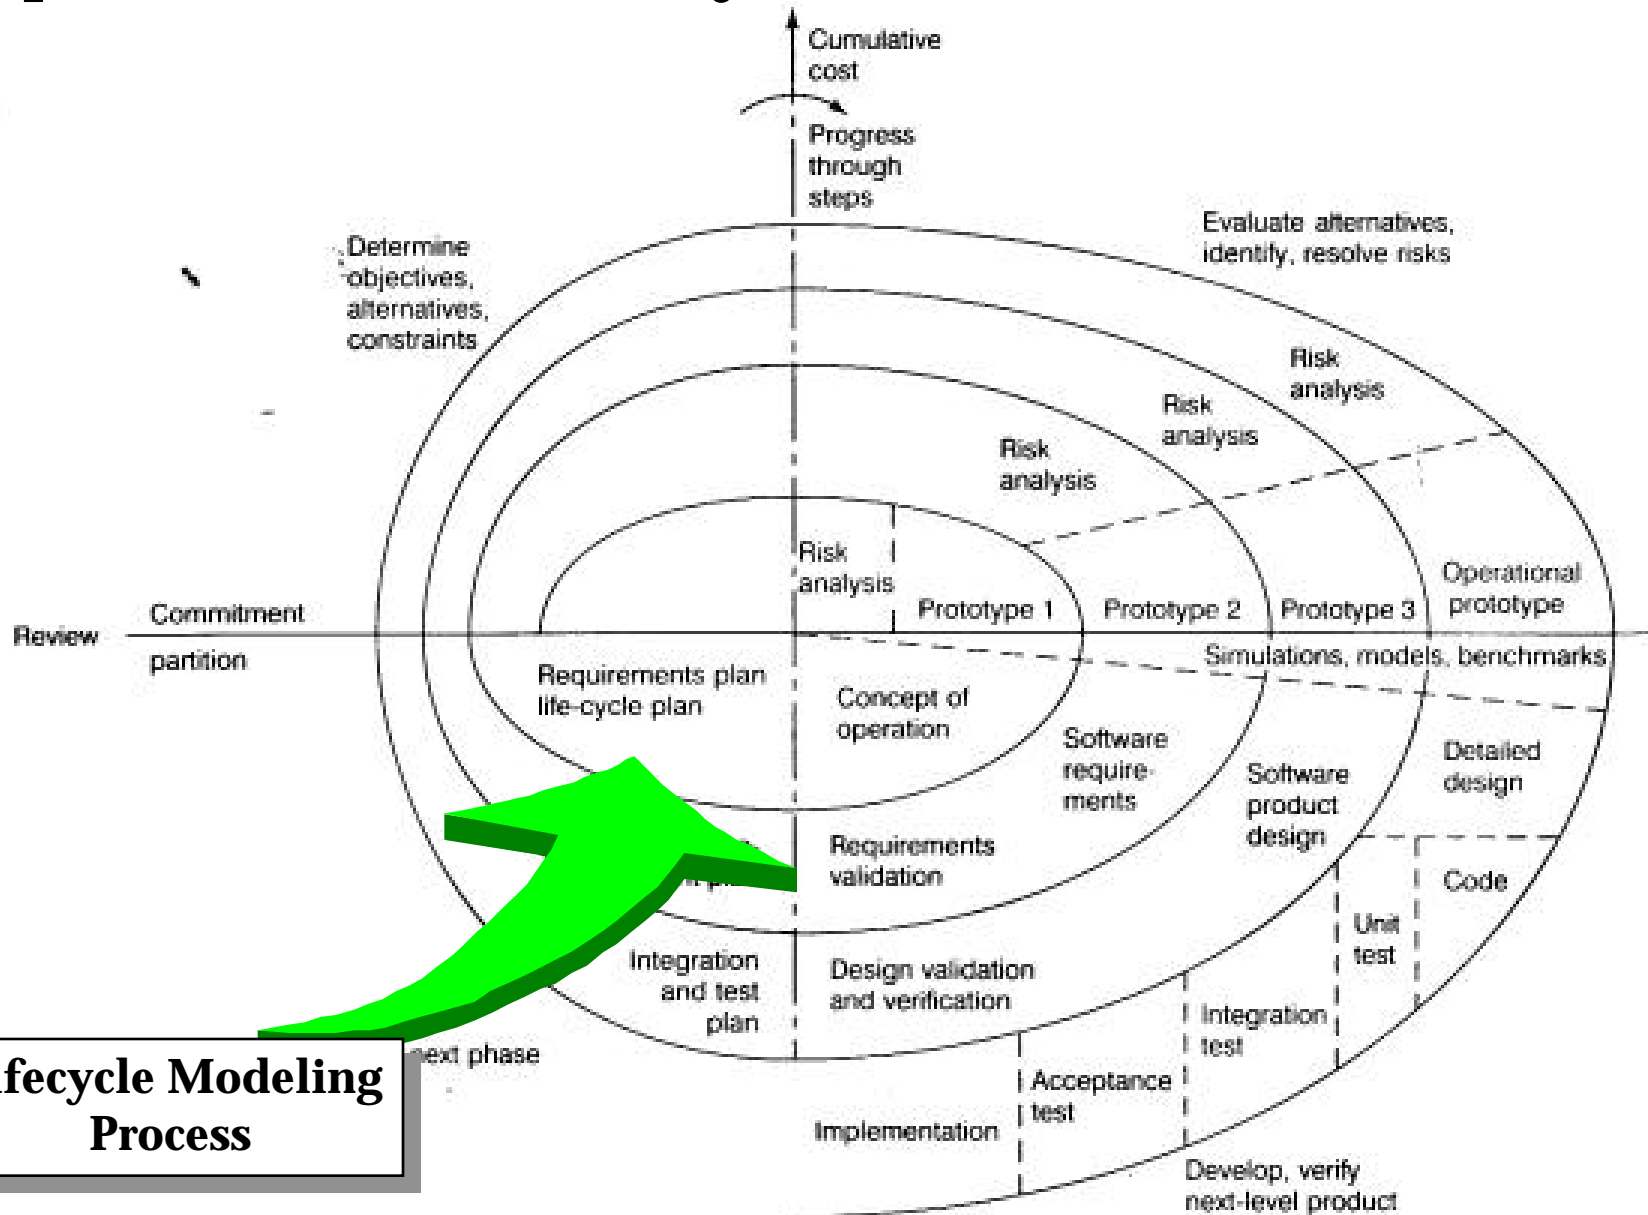 Cumulative
cost
Progress
through
steps
Evaluate alternatives,
identify, resolve risks
Determine
objectives,
alternatives,
constraints
Risk
analysis
Risk
analysis
Risk
analysis
Risk
analysis
Prototype 1
Prototype 2
Prototype 3
Operational
prototype
Review
Commitment
partition
Simulations, models, benchmarks
Requirements plan
life-cycle plan
Concept of
operation
Software
require-
ments
Software
product
design
Detailed
design
Requirements
validation
Code
Unit
test
Integration
and test
plan
Design validation
and verification
Integration
test
next phase
Acceptance
test
Implementation
Develop, verify
next-level product
ifecycle Modeling
Process